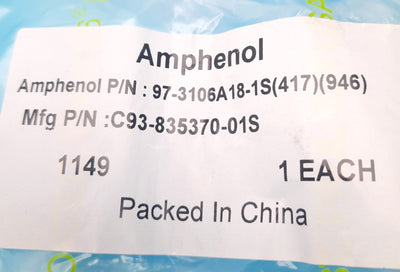 Amphenol
Amphenol P/N : 97-3106A18-1S(417)(946)
Mfg P/N :C93-835370-01S
1149 1 EACH
Packed In China